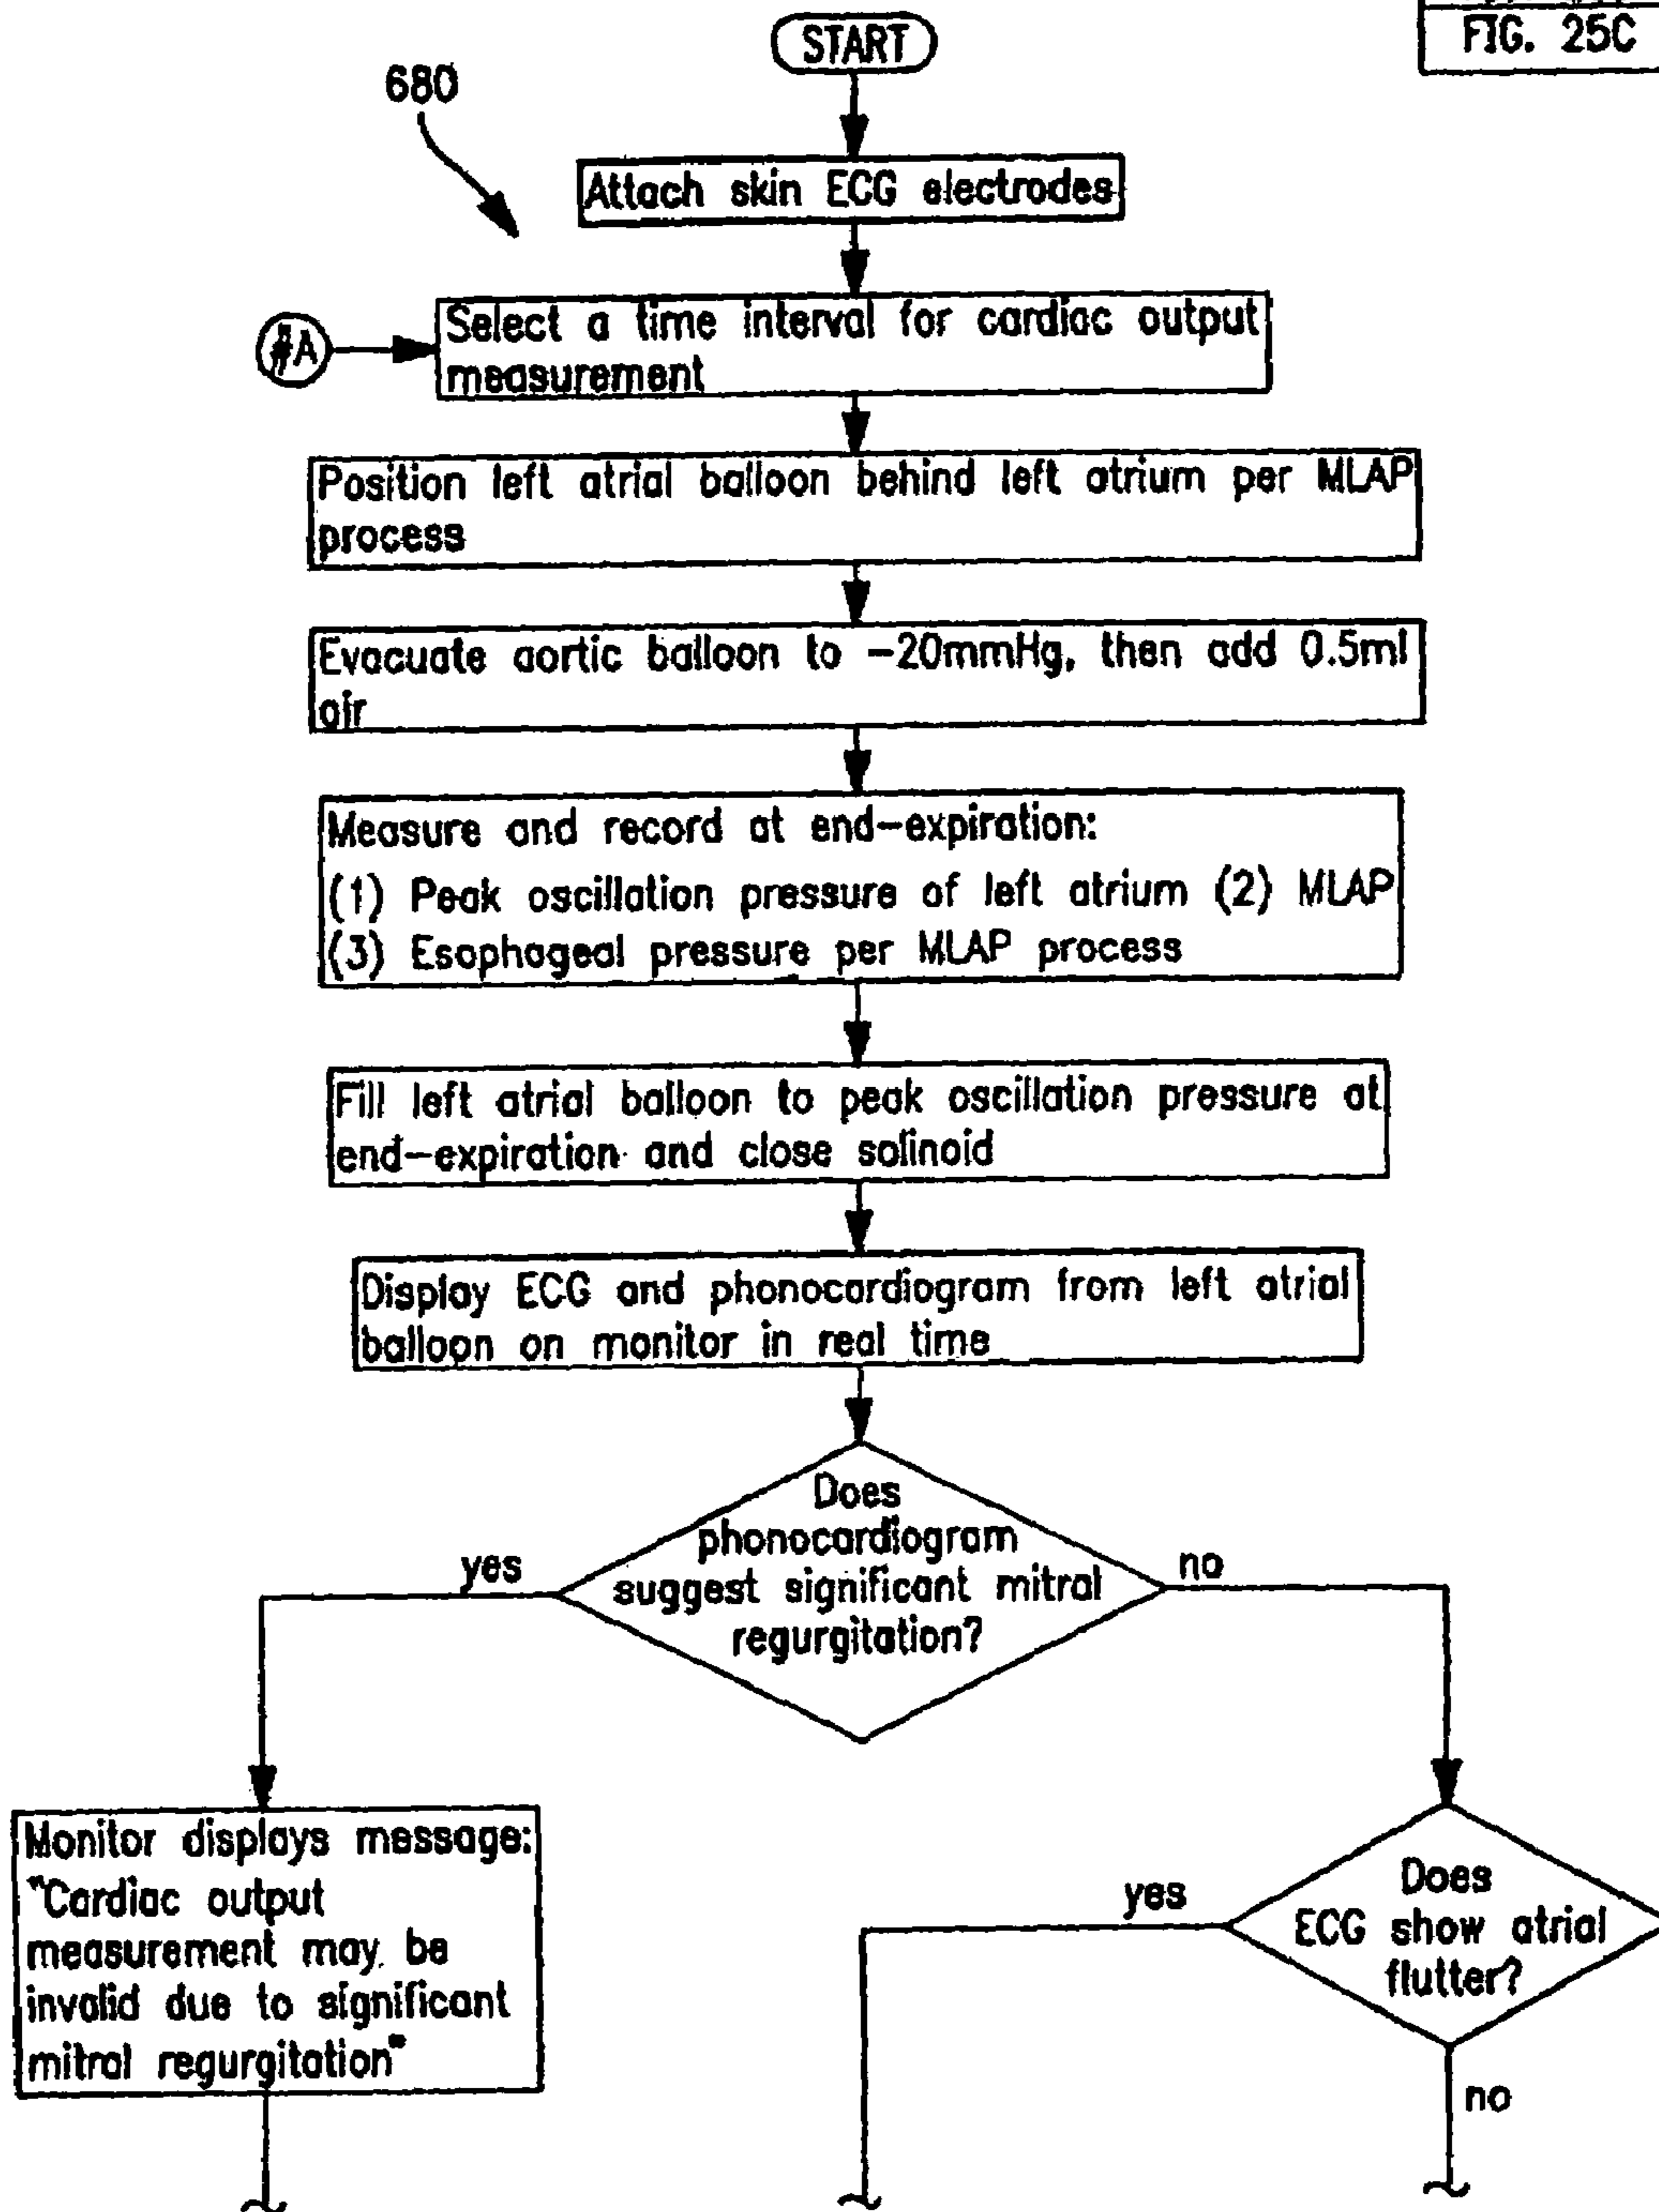 FIG. 25C
START
680
Attach skin ECG electrodes
#A
Select a time interval for cardiac output
measurement
Position left atrial balloon behind left atrium per MLAP
process
Evacuate aortic balloon to -20mmHg, then add 0.5ml
air
Measure and record at end-expiration:
(1) Peak oscillation pressure of left atrium (2) MLAP
(3) Esophageal pressure per MLAP process
Fill left atrial balloon to peak oscillation pressure at
end-expiration and close solinoid
Display ECG and phonocardiogram from left atrial
balloon on monitor in real time
Does
phonocardiogram
suggest significant mitral
regurgitation?
yes
no
Monitor displays message:
"Cardiac output
measurement may be
invalid due to significant
mitral regurgitation"
yes
Does
ECG show atrial
flutter?
no